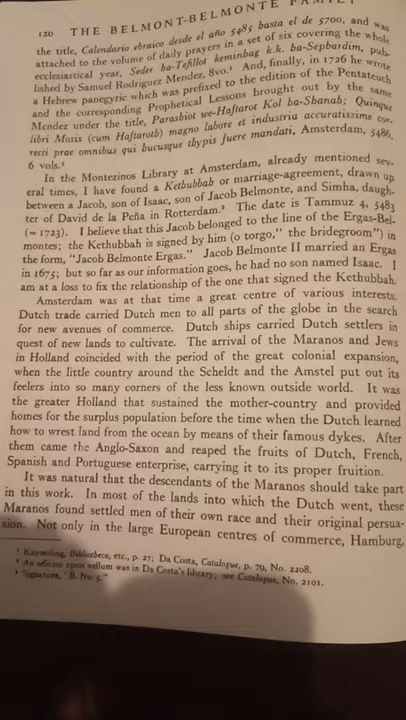 120 THE BELMONT-BELMONTE FAMILY
the title, Calendario ebraico desde el año 5485 basta el de 5700, and was
attached to the volume of daily prayers in a set of six covering the whole
ecclesiastical year, Seder ba-Tefillot keminbag k.k. ba-Sepbardim, pub-
lished by Samuel Rodriguez Mendez, 8vo.¹ And, finally, in 1726 he wrote
a Hebrew panegyric which was prefixed to the edition of the Pentateuch
and the corresponding Prophetical Lessons brought out by the same
Mendez under the title, Parasbiot we-Haftarot Kol ba-Sbanab; Quinque
libri Mosis (cum Haftaroth) magno labore et industria accuratissime cor-
recti prae omnibus qui bucusque tbypis fuere mandati, Amsterdam, 5486,
6 vols.²
In the Montezinos Library at Amsterdam, already mentioned sev-
eral times, I have found a Ketbubbab or marriage-agreement, drawn up
between a Jacob, son of Isaac, son of Jacob Belmonte, and Simha, daugh-
ter of David de la Peña in Rotterdam.³ The date is Tammuz 4, 5483
(= 1723). I believe that this Jacob belonged to the line of the Ergas-Bel-
montes; the Kethubbah is signed by him (o torgo," the bridegroom") in
the form, "Jacob Belmonte Ergas." Jacob Belmonte II married an Ergas
in 1675; but so far as our information goes, he had no son named Isaac. I
am at a loss to fix the relationship of the one that signed the Kethubbah.
Amsterdam was at that time a great centre of various interests.
Dutch trade carried Dutch men to all parts of the globe in the search
for new avenues of commerce. Dutch ships carried Dutch settlers in
quest of new lands to cultivate. The arrival of the Maranos and Jews
in Holland coincided with the period of the great colonial expansion,
when the little country around the Scheldt and the Amstel put out its
feelers into so many corners of the less known outside world. It was
the greater Holland that sustained the mother-country and provided
homes for the surplus population before the time when the Dutch learned
how to wrest land from the ocean by means of their famous dykes. After
them came the Anglo-Saxon and reaped the fruits of Dutch, French,
Spanish and Portuguese enterprise, carrying it to its proper fruition.
It was natural that the descendants of the Maranos should take part
in this work. In most of the lands into which the Dutch went, these
Maranos found settled men of their own race and their original persua-
sion. Not only in the large European centres of commerce, Hamburg,
¹ Kayserling, Bibliotheca, etc., p. 27; Da Costa, Catalogue, p. 79, No. 2208.
² An edition upon vellum was in Da Costa's library; see Catalogue, No. 2101.
³ Signature, "B. No. 5."